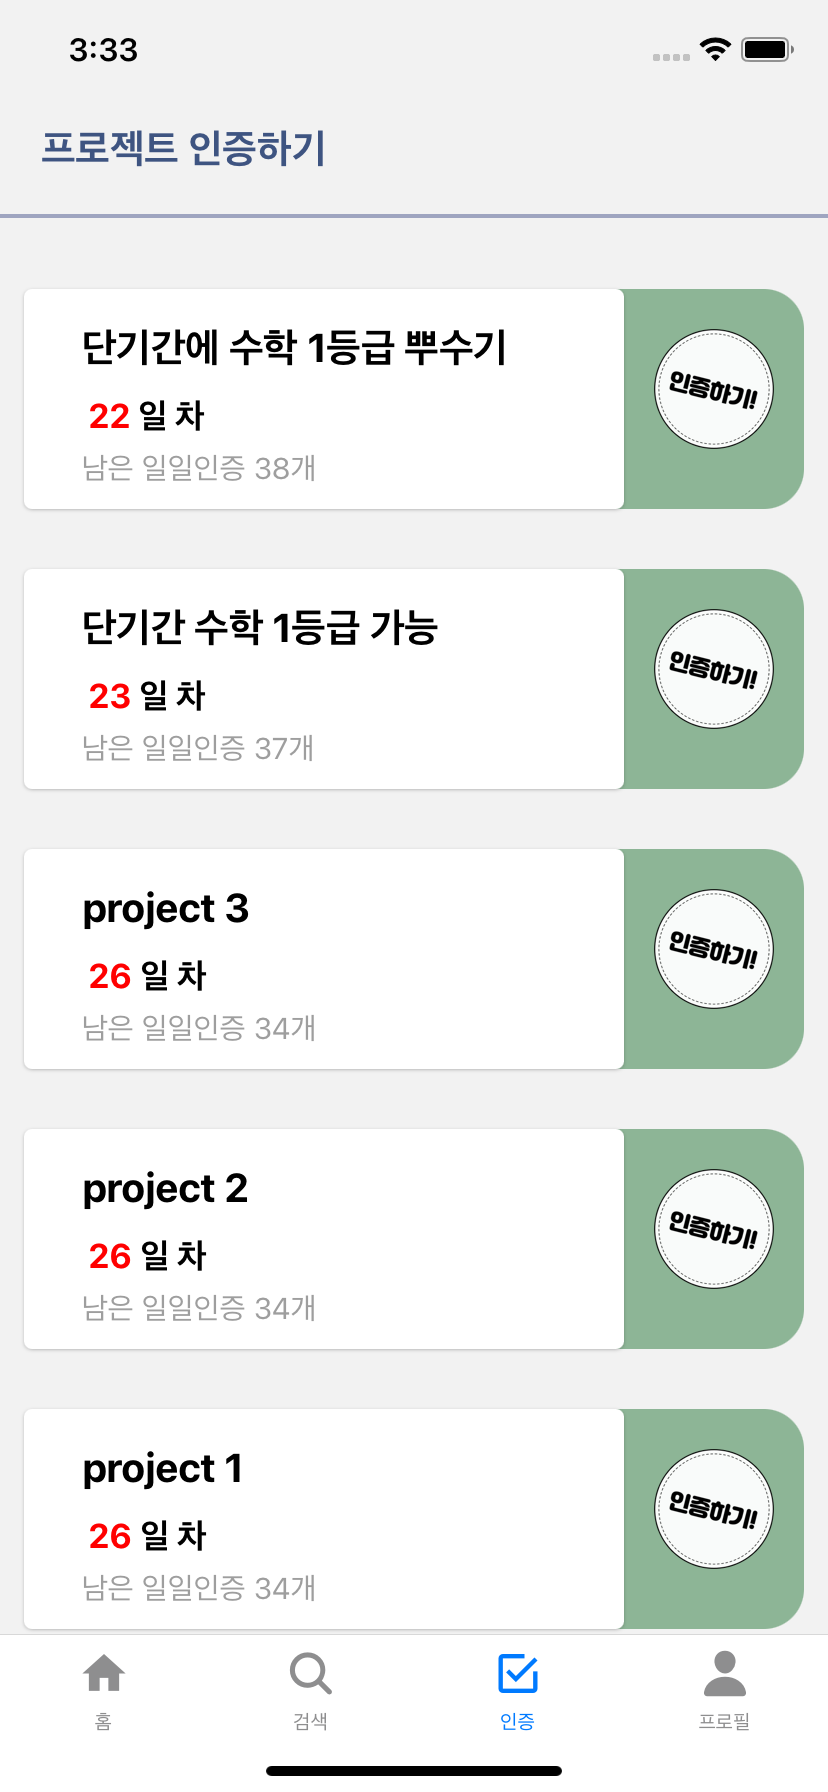 3:33
프로젝트 인증하기
단기간에 수학 1등급 뿌수기
22 일 차
남은 일일인증 38개
인증하기!
단기간 수학 1등급 가능
23 일 차
남은 일일인증 37개
인증하기!
project 3
26 일 차
남은 일일인증 34개
인증하기!
project 2
26 일 차
남은 일일인증 34개
인증하기!
project 1
26 일 차
남은 일일인증 34개
인증하기!
홈
검색
인증
프로필